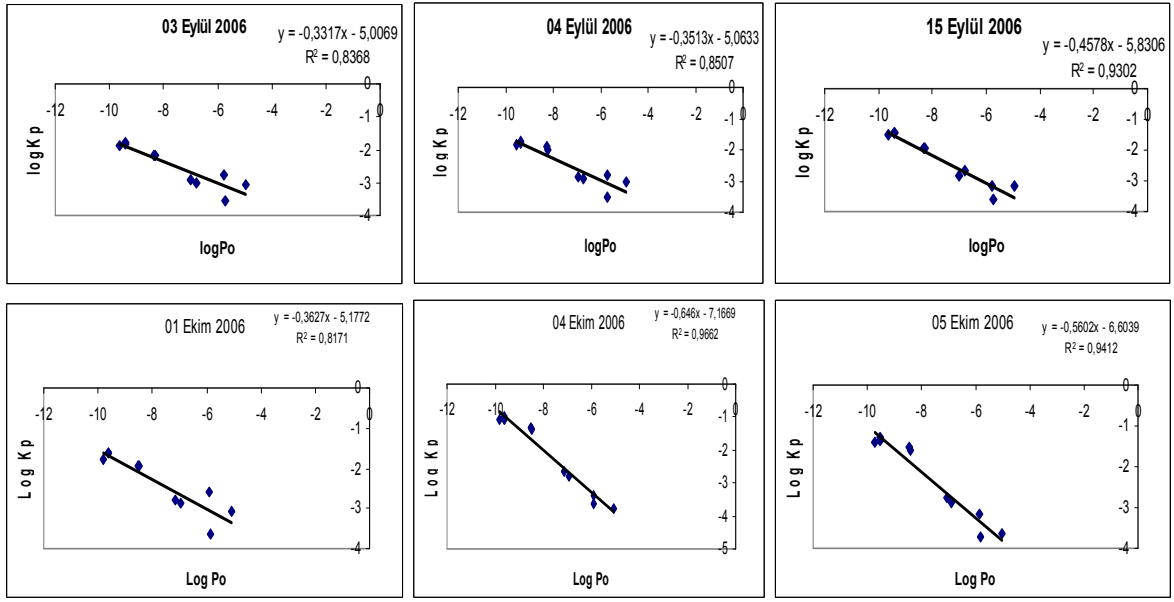 03 Eylül 2006
y = -0,3317x - 5,0069
R² = 0,8368
0
-12 -10 -8 -6 -4 -2 0
-1
-2
-3
-4
logKp
logPo
04 Eylül 2006
y = -0,3513x - 5,0633
R² = 0,8507
0
-12 -10 -8 -6 -4 -2 0
-1
-2
-3
-4
logKp
logPo
15 Eylül 2006
y = -0,4578x - 5,8306
R² = 0,9302
0
-12 -10 -8 -6 -4 -2 0
-1
-2
-3
-4
logKp
logPo
01 Ekim 2006
y = -0,3627x - 5,1772
R² = 0,8171
0
-12 -10 -8 -6 -4 -2 0
-1
-2
-3
-4
Log Kp
Log Po
04 Ekim 2006
y = -0,646x - 7,1669
R² = 0,9662
0
-12 -10 -8 -6 -4 -2 0
-1
-2
-3
-4
-5
Log Kp
Log Po
05 Ekim 2006
y = -0,5602x - 6,6039
R² = 0,9412
0
-12 -10 -8 -6 -4 -2 0
-1
-2
-3
-4
Log Kp
Log Po